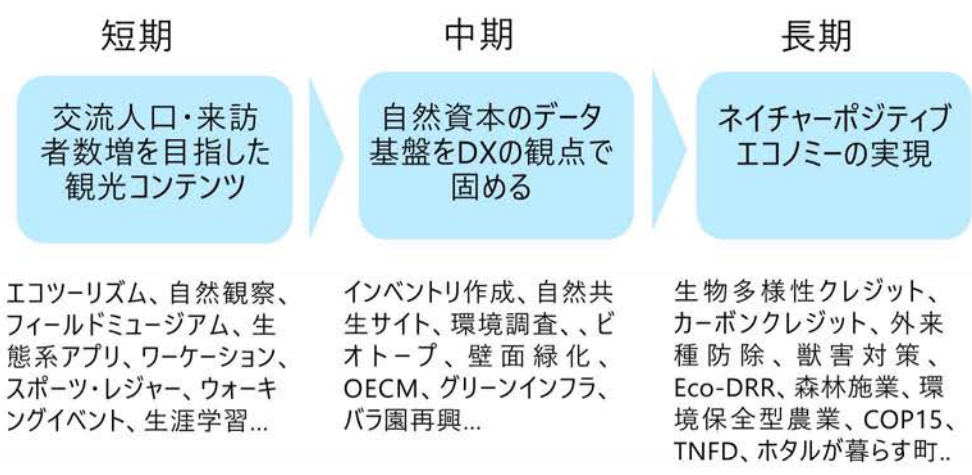 短期
交流人口・来訪
者数増を目指した
観光コンテンツ
エコツーリズム、自然観察、
フィールドミュージアム、生
態系アプリ、ワーケーション、
スポーツ・レジャー、ウォーキ
ングイベント、生涯学習...
中期
自然資本のデータ
基盤をDXの観点で
固める
インベントリ作成、自然共
生サイト、環境調査、、ビ
オトープ、壁面緑化、
OECM、グリーンインフラ、
バラ園再興...
長期
ネイチャーポジティブ
エコノミーの実現
生物多様性クレジット、
カーボンクレジット、外来
種防除、獣害対策、
Eco-DRR、森林施業、環
境保全型農業、COP15、
TNFD、ホタルが暮らす町..